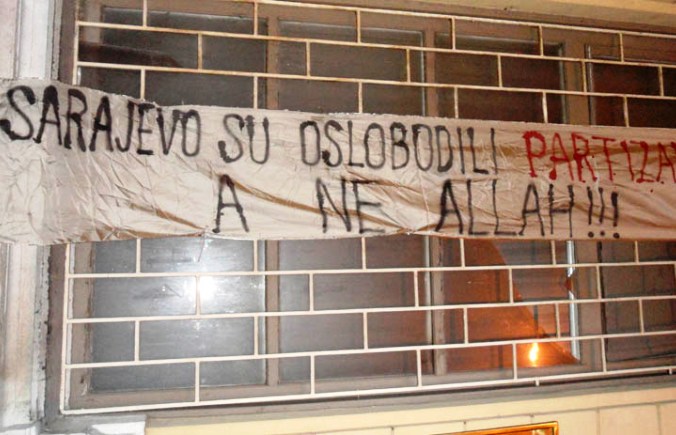 SARAJEVO SU OSLOBODILI PARTIZA
A NE ALLAH!!!